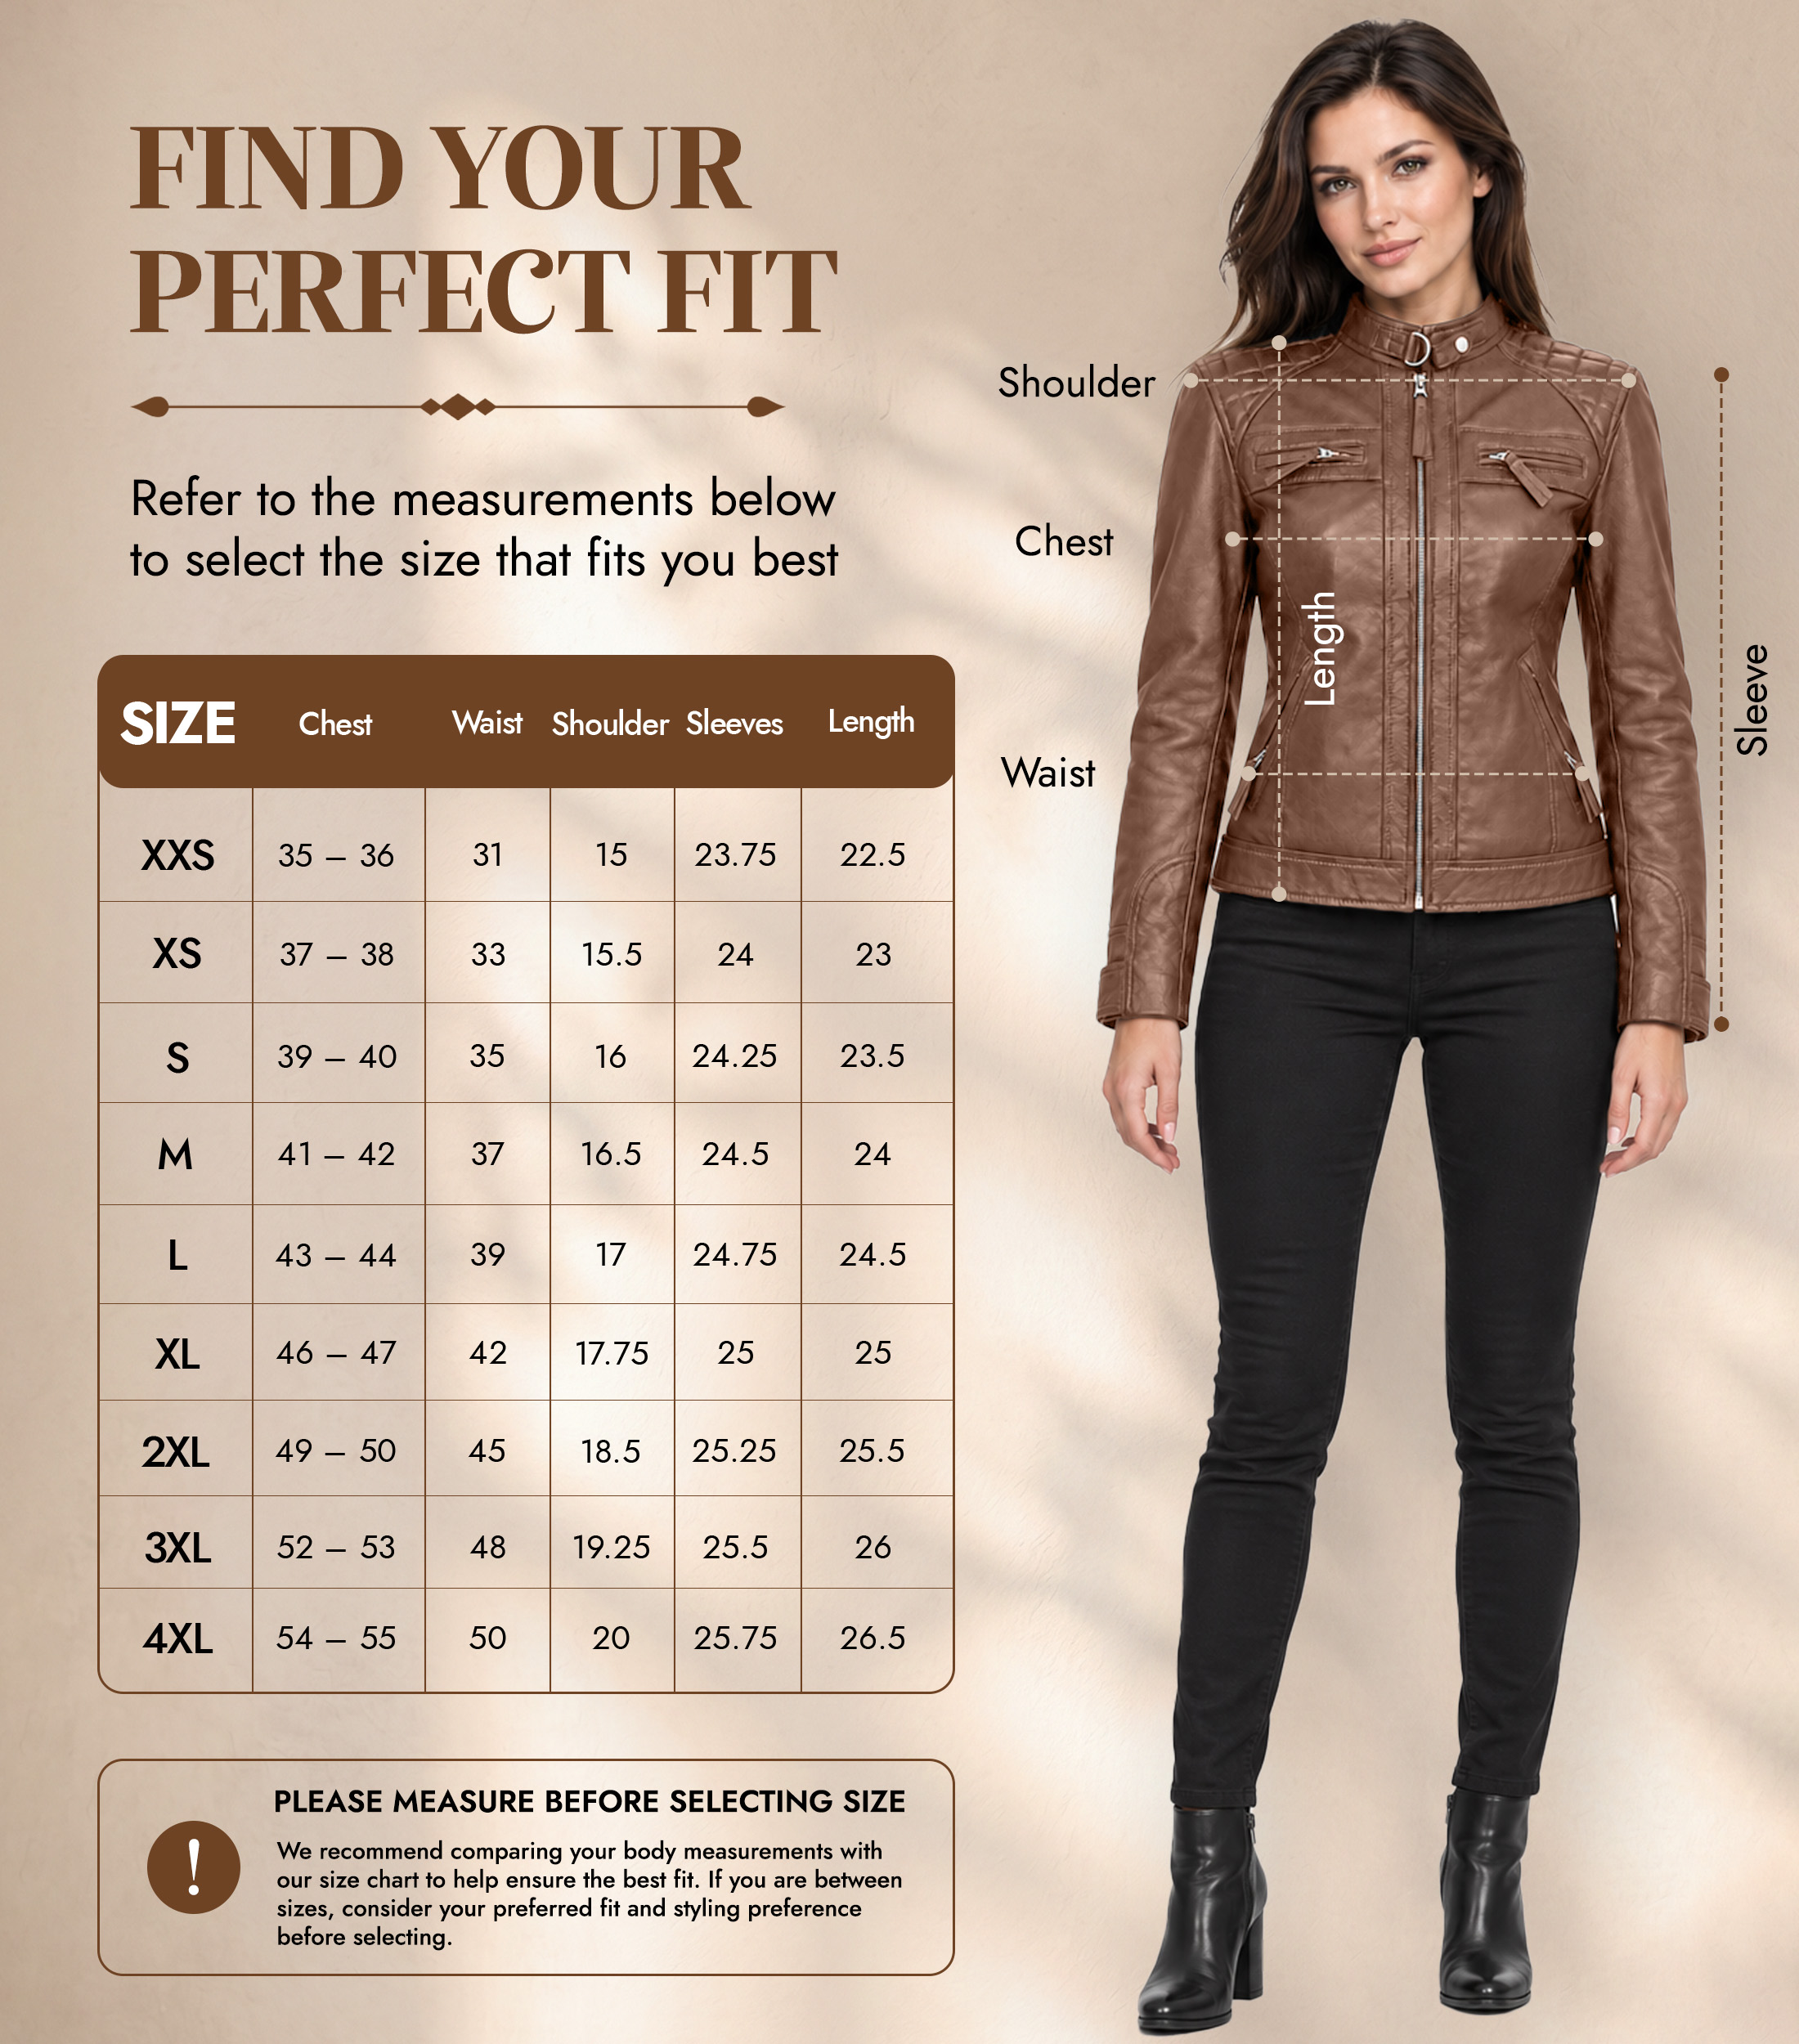 FIND YOUR
PERFECT FIT
Refer to the measurements below
to select the size that fits you best
SIZE Chest Waist Shoulder Sleeves Length
XXS 35 – 36 31 15 23.75 22.5
XS 37 – 38 33 15.5 24 23
S 39 – 40 35 16 24.25 23.5
M 41 – 42 37 16.5 24.5 24
L 43 – 44 39 17 24.75 24.5
XL 46 – 47 42 17.75 25 25
2XL 49 – 50 45 18.5 25.25 25.5
3XL 52 – 53 48 19.25 25.5 26
4XL 54 – 55 50 20 25.75 26.5
PLEASE MEASURE BEFORE SELECTING SIZE
!
We recommend comparing your body measurements with
our size chart to help ensure the best fit. If you are between
sizes, consider your preferred fit and styling preference
before selecting.
Shoulder
Chest
Length
Waist
Sleeve